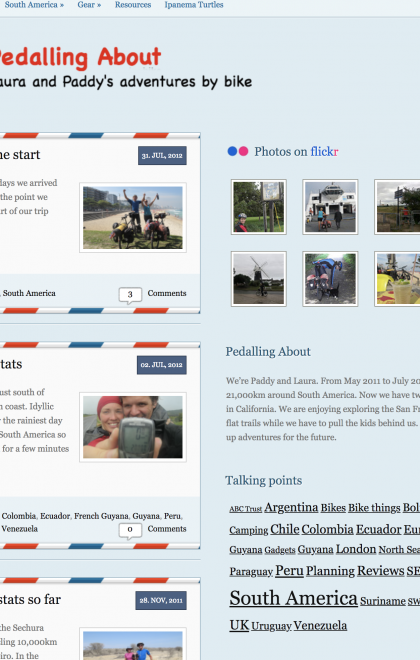 South America » Gear » Resources Ipanema Turtles
Pedalling About
aura and Paddy's adventures by bike
he start
31. JUL, 2012
days we arrived
the point we
rt of our trip
, South America
3 Comments
tats
02. JUL, 2012
ust south of
n coast. Idyllic
the rainiest day
South America so
for a few minutes
Colombia, Ecuador, French Guyana, Guyana, Peru,
Venezuela
0 Comments
stats so far
28. NOV, 2011
the Sechura
ling 10,000km
iro. In the
Photos on flickr
Pedalling About
We're Paddy and Laura. From May 2011 to July 20
21,000km around South America. Now we have tw
in California. We are enjoying exploring the San Fr
flat trails while we have to pull the kids behind us.
up adventures for the future.
Talking points
ABC Trust Argentina Bikes Bike things Bol
Camping Chile Colombia Ecuador Eur
Guyana Gadgets Guyana London North Sea
Paraguay Peru Planning Reviews SE
South America Suriname SW
UK Uruguay Venezuela